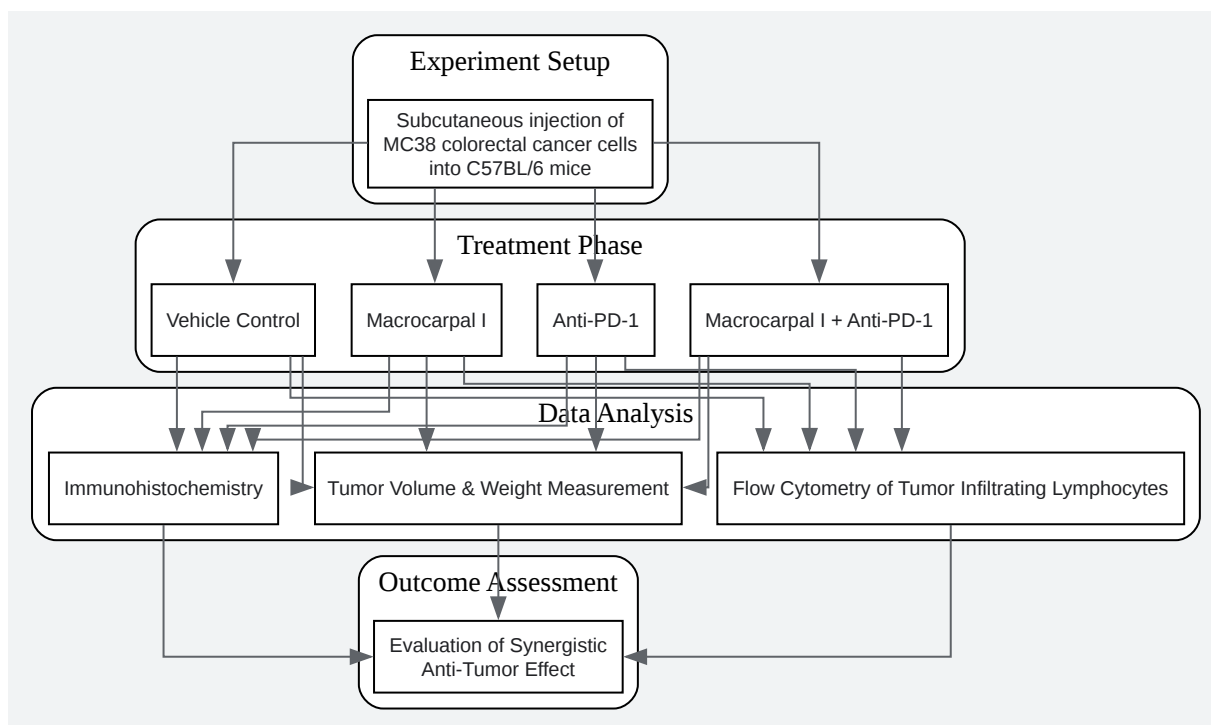 Experiment Setup
Subcutaneous injection of
MC38 colorectal cancer cells
into C57BL/6 mice
Treatment Phase
Vehicle Control
Macrocarpal I
Anti-PD-1
Macrocarpal I + Anti-PD-1
Data Analysis
Immunohistochemistry
Tumor Volume & Weight Measurement
Flow Cytometry of Tumor Infiltrating Lymphocytes
Outcome Assessment
Evaluation of Synergistic
Anti-Tumor Effect